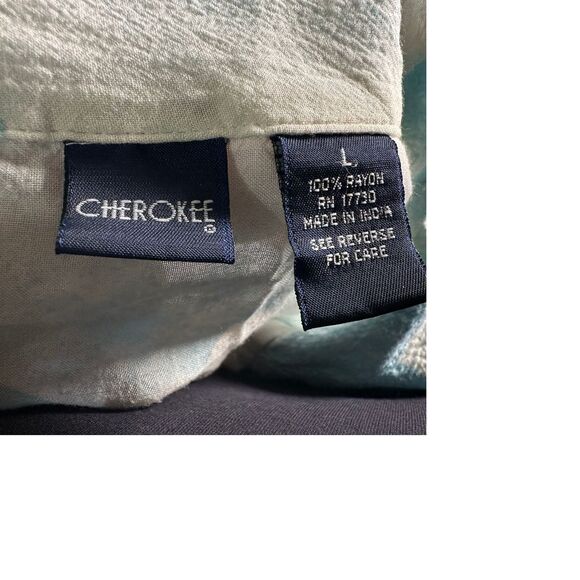 CHEROKEE®
L
100% RAYON
RN 17730
MADE IN INDIA
SEE REVERSE
FOR CARE